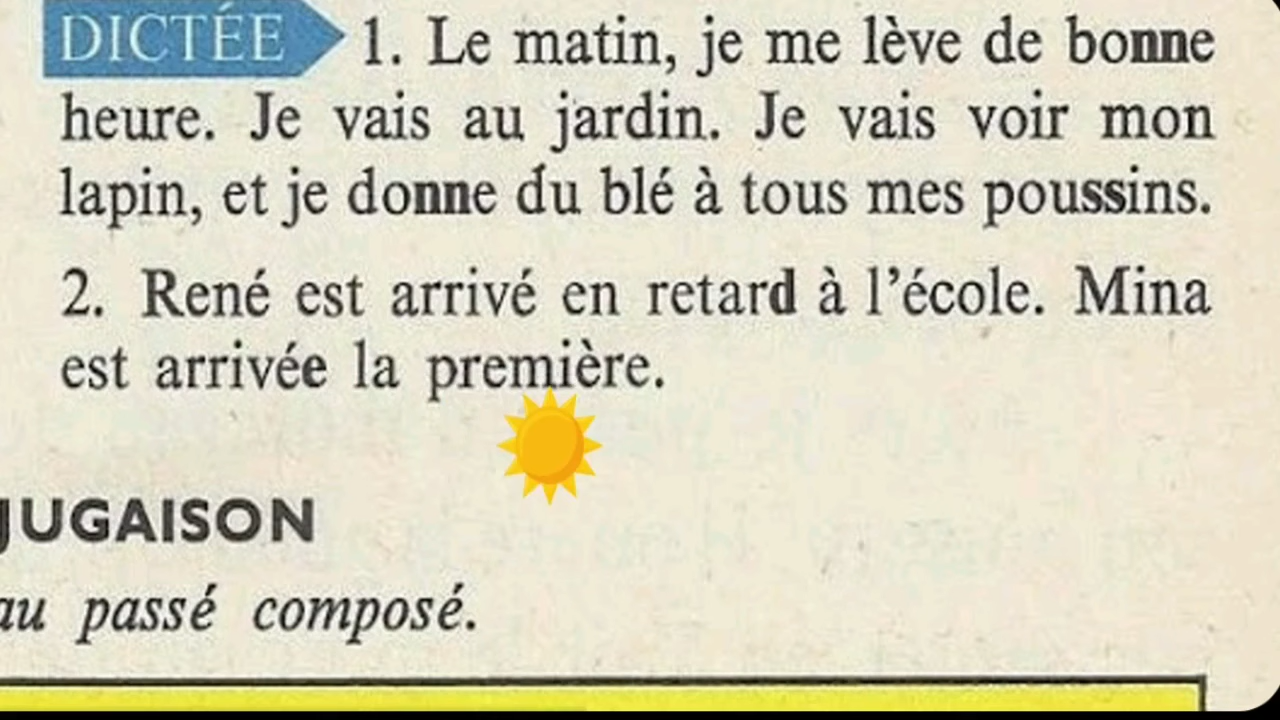 DICTÉE 1. Le matin, je me lève de bonne
heure. Je vais au jardin. Je vais voir mon
lapin, et je donne du blé à tous mes poussins.
2. René est arrivé en retard à l'école. Mina
est arrivée la première.
JUGAISON
au passé composé.